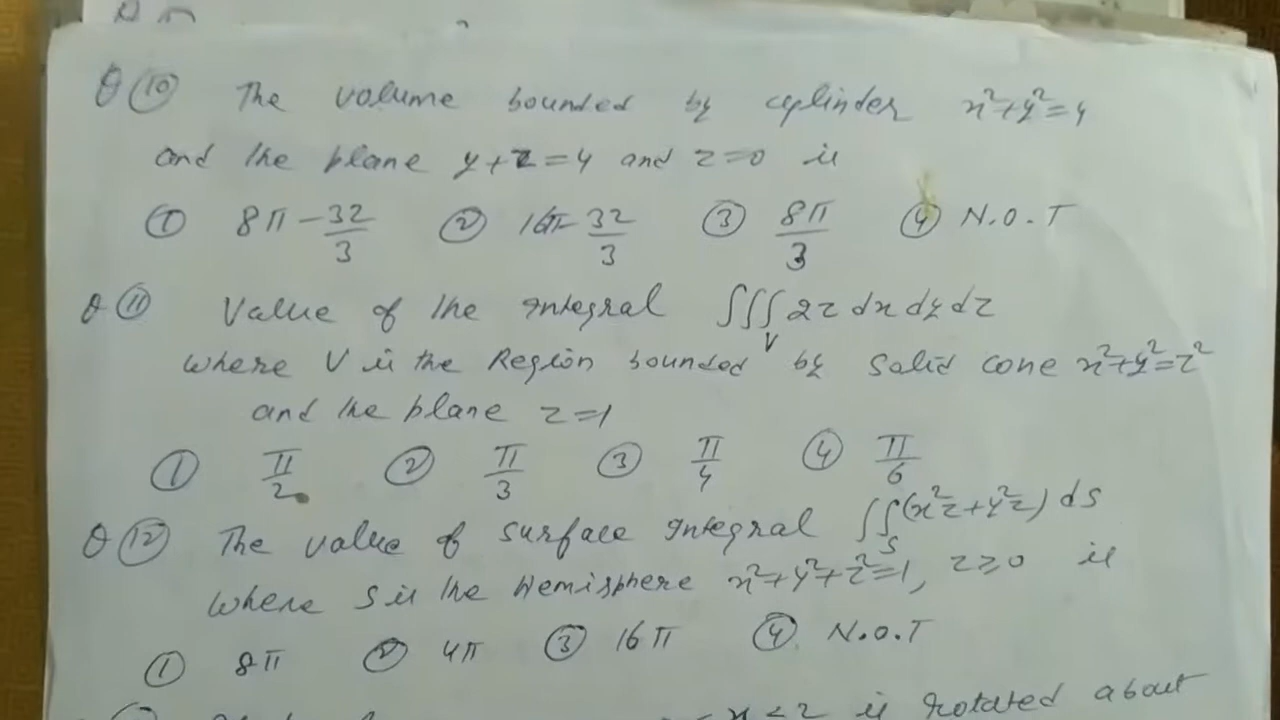 Q ⑩ The volume bounded by cylinder x²+y²=4
and the plane y+z=4 and z=0 is
① 8π-32/3 ② 16π-32/3 ③ 8π/3 ④ N.O.T
Q ⑪ Value of the integral ∫∫∫_V 2z dx dy dz
where V is the Region bounded by solid cone x²+y²=z²
and the plane z=1
① π/2 ② π/3 ③ π/4 ④ π/6
Q ⑫ The value of surface integral ∫∫_S (x²z+y²z) ds
where S is the Hemisphere x²+y²+z²=1, z≥0 is
① 8π ② 4π ③ 16π ④ N.O.T
x<2 is rotated about